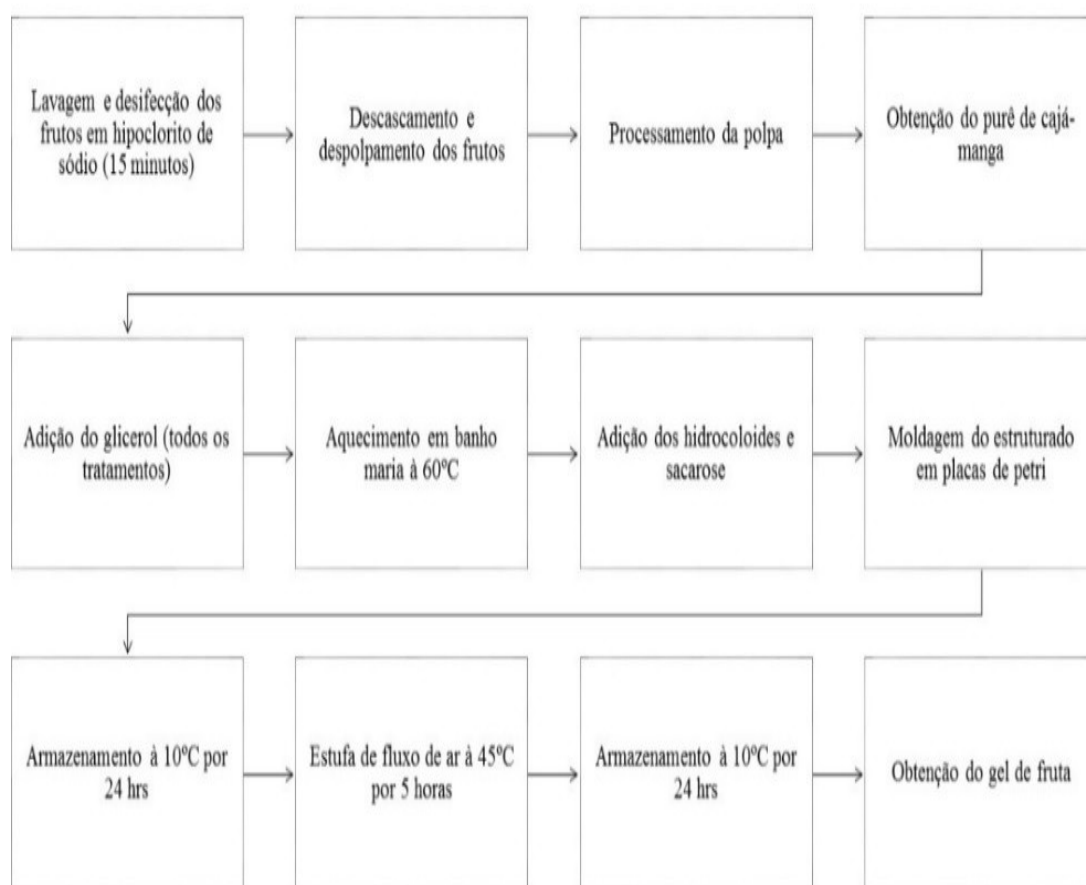 Lavagem e desifecção dos
frutos em hipoclorito de
sódio (15 minutos)
Descascamento e
despolpamento dos frutos
Processamento da polpa
Obtenção do purê de cajá-
manga
Adição do glicerol (todos os
tratamentos)
Aquecimento em banho
maria à 60ºC
Adição dos hidrocoloides e
sacarose
Moldagem do estruturado
em placas de petri
Armazenamento à 10ºC por
24 hrs
Estufa de fluxo de ar à 45ºC
por 5 horas
Armazenamento à 10ºC por
24 hrs
Obtenção do gel de fruta